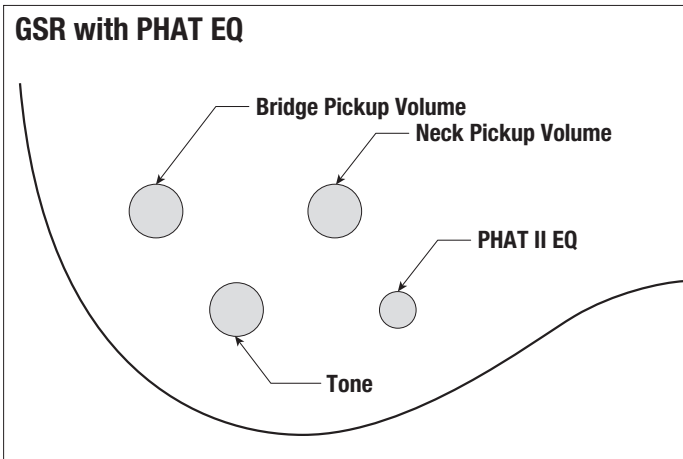 GSR with PHAT EQ
Bridge Pickup Volume
Neck Pickup Volume
PHAT II EQ
Tone